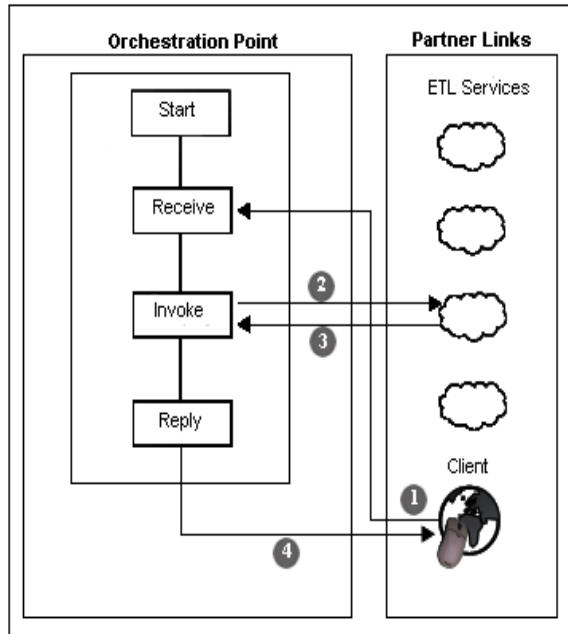 Orchestration Point
Partner Links
ETL Services
Start
Receive
2
Invoke
3
Reply
Client
1
4